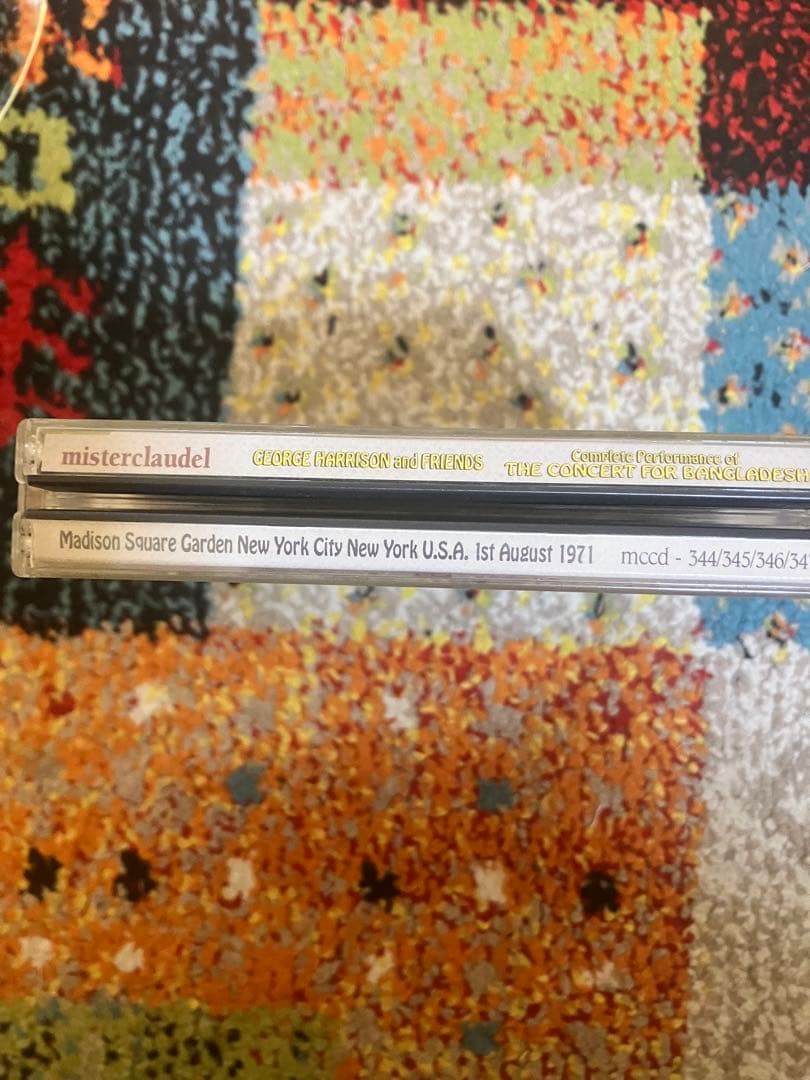 misterclaudel GEORGE HARRISON and FRIENDS Complete Performance of
THE CONCERT FOR BANGLADESH
Madison Square Garden New York City New York U.S.A. 1st August 1971 mccd - 344/345/346/347